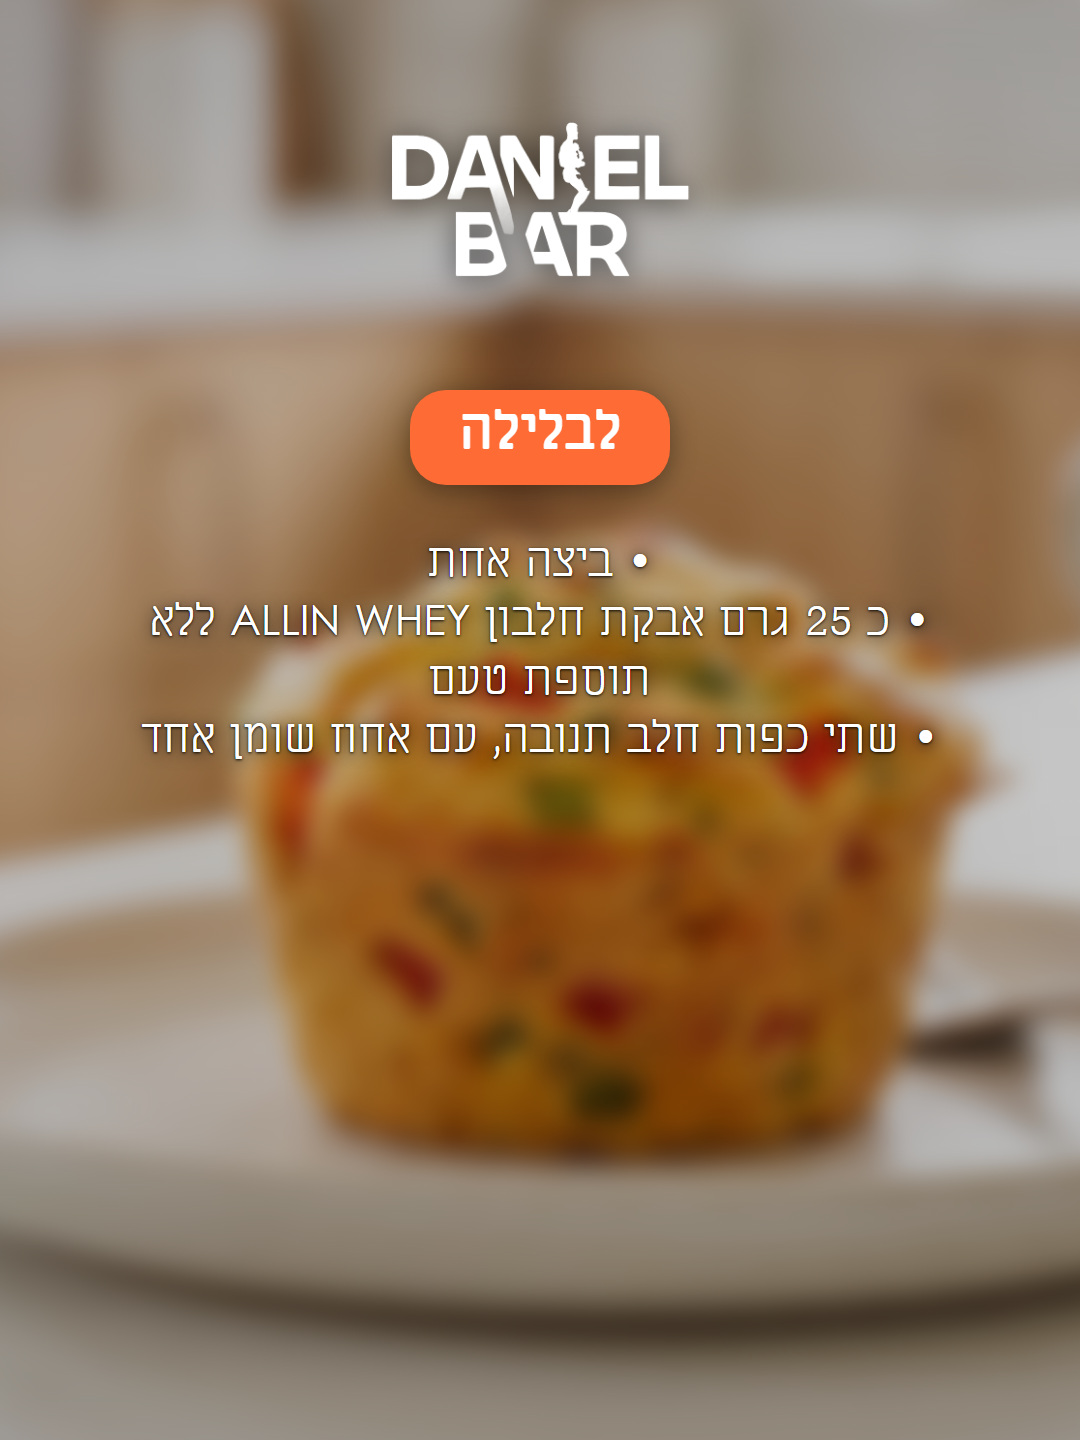 DANIEL
BAR
לבלילה
• ביצה אחת
• כ 25 גרם אבקת חלבון ALLIN WHEY ללא
תוספת טעם
• שתי כפות חלב תנובה, עם אחוז שומן אחד